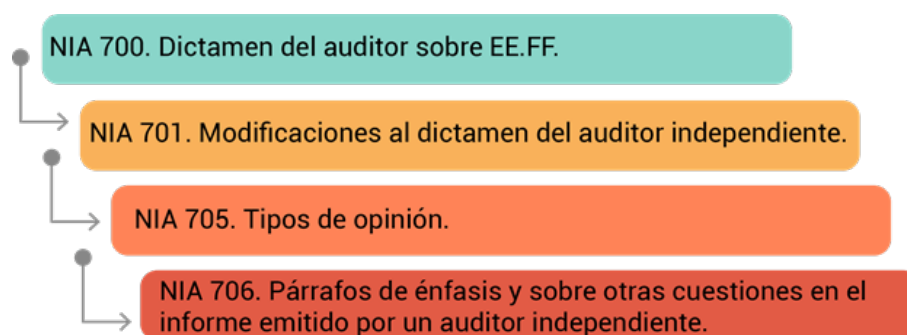 NIA 700. Dictamen del auditor sobre EE.FF.
NIA 701. Modificaciones al dictamen del auditor independiente.
NIA 705. Tipos de opinión.
NIA 706. Párrafos de énfasis y sobre otras cuestiones en el
informe emitido por un auditor independiente.